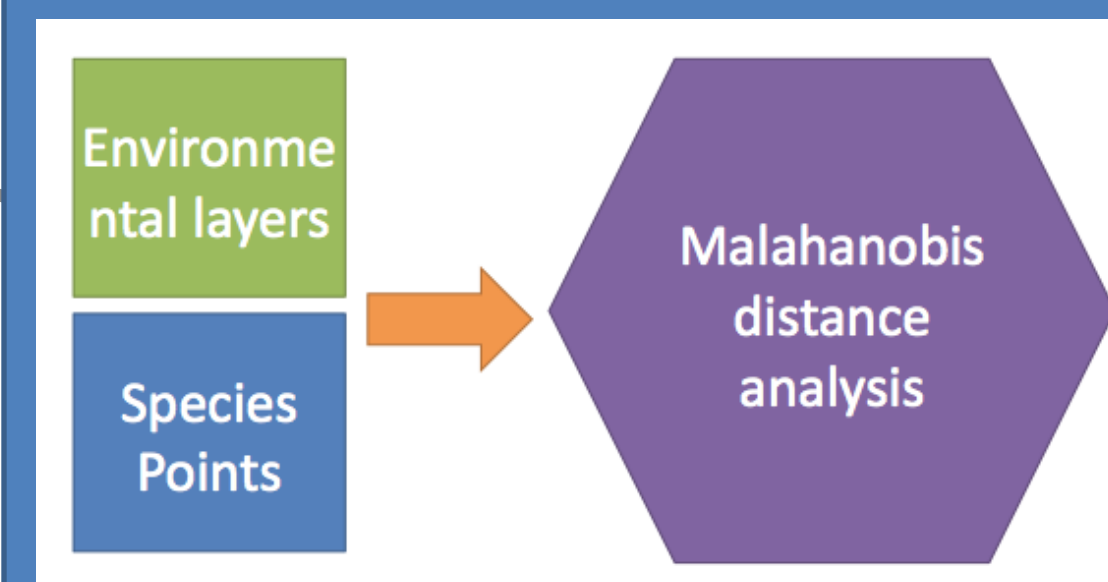 Environme
ntal layers
Species
Points
Malahanobis
distance
analysis